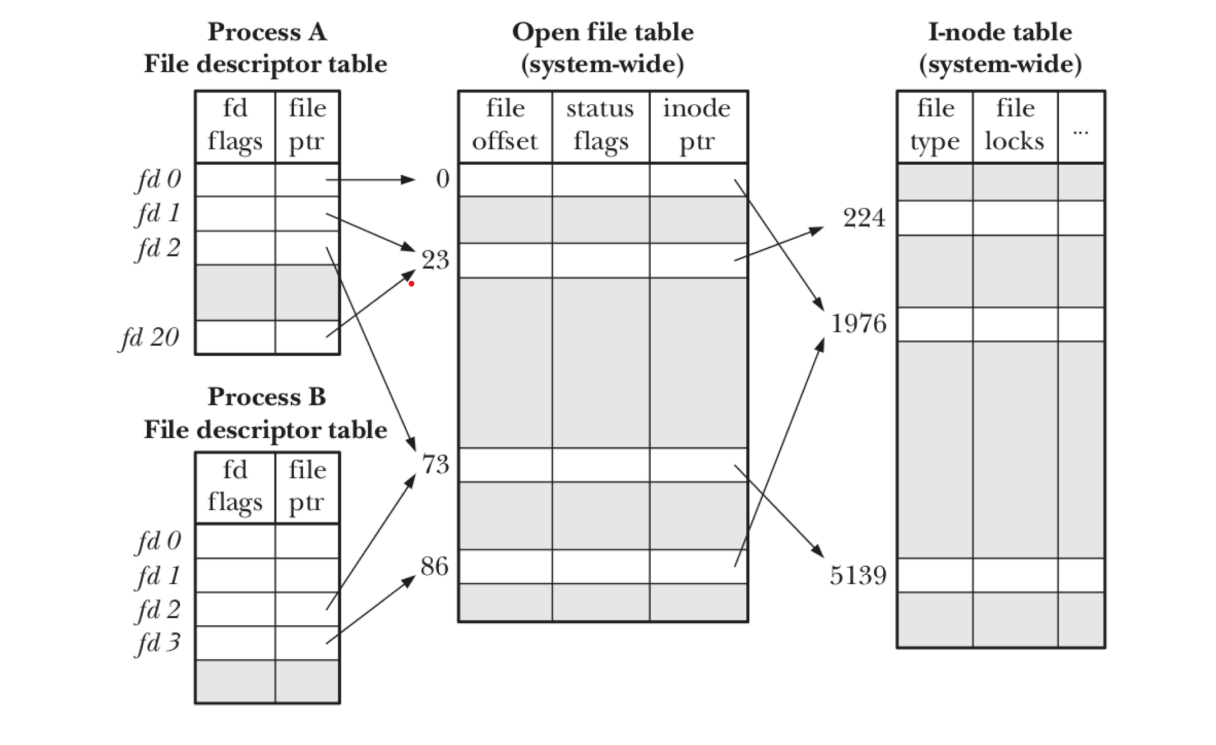 Process A
File descriptor table
fd
flags
file
ptr
fd 0
fd 1
fd 2
fd 20
Process B
File descriptor table
fd
flags
file
ptr
fd 0
fd 1
fd 2
fd 3
Open file table
(system-wide)
file
offset
status
flags
inode
ptr
0
23
73
86
I-node table
(system-wide)
file
type
file
locks
...
224
1976
5139